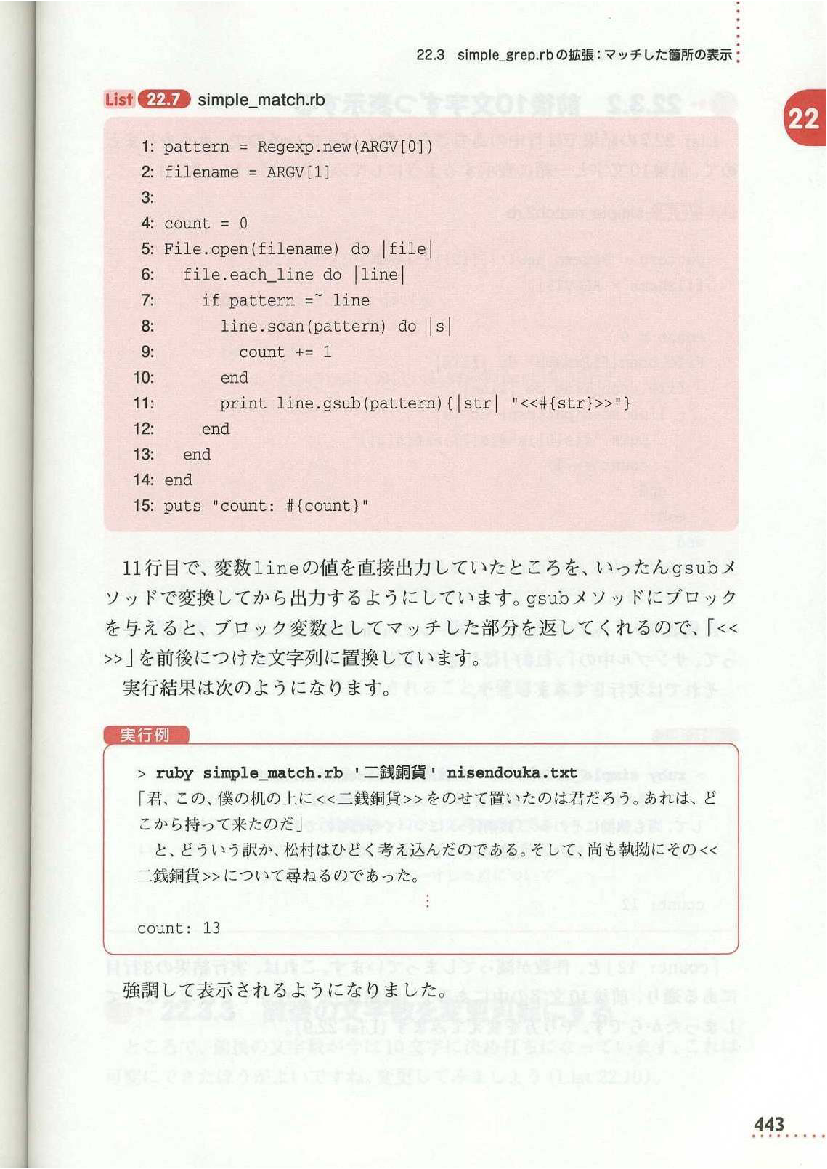 22.3 simple_grep.rbの拡張：マッチした箇所の表示
22
List 22.7 simple_match.rb
1: pattern = Regexp.new(ARGV[0])
2: filename = ARGV[1]
3:
4: count = 0
5: File.open(filename) do |file|
6:   file.each_line do |line|
7:     if pattern =~ line
8:       line.scan(pattern) do |s|
9:         count += 1
10:       end
11:       print line.gsub(pattern){|str| "<<#{str}>>"}
12:     end
13:   end
14: end
15: puts "count: #{count}"
11行目で、変数lineの値を直接出力していたところを、いったんgsubメ
ソッドで変換してから出力するようにしています。gsubメソッドにブロック
を与えると、ブロック変数としてマッチした部分を返してくれるので、「<<
>>」を前後につけた文字列に置換しています。
実行結果は次のようになります。
実行例
> ruby simple_match.rb '二銭銅貨' nisendouka.txt
「君、この、僕の机の上に<<二銭銅貨>>をのせて置いたのは君だろう。あれは、ど
こから持って来たのだ」
と、どういう訳か、松村はひどく考え込んだのである。そして、尚も執拗にその<<
二銭銅貨>>について尋ねるのであった。
⋮
count: 13
強調して表示されるようになりました。
443